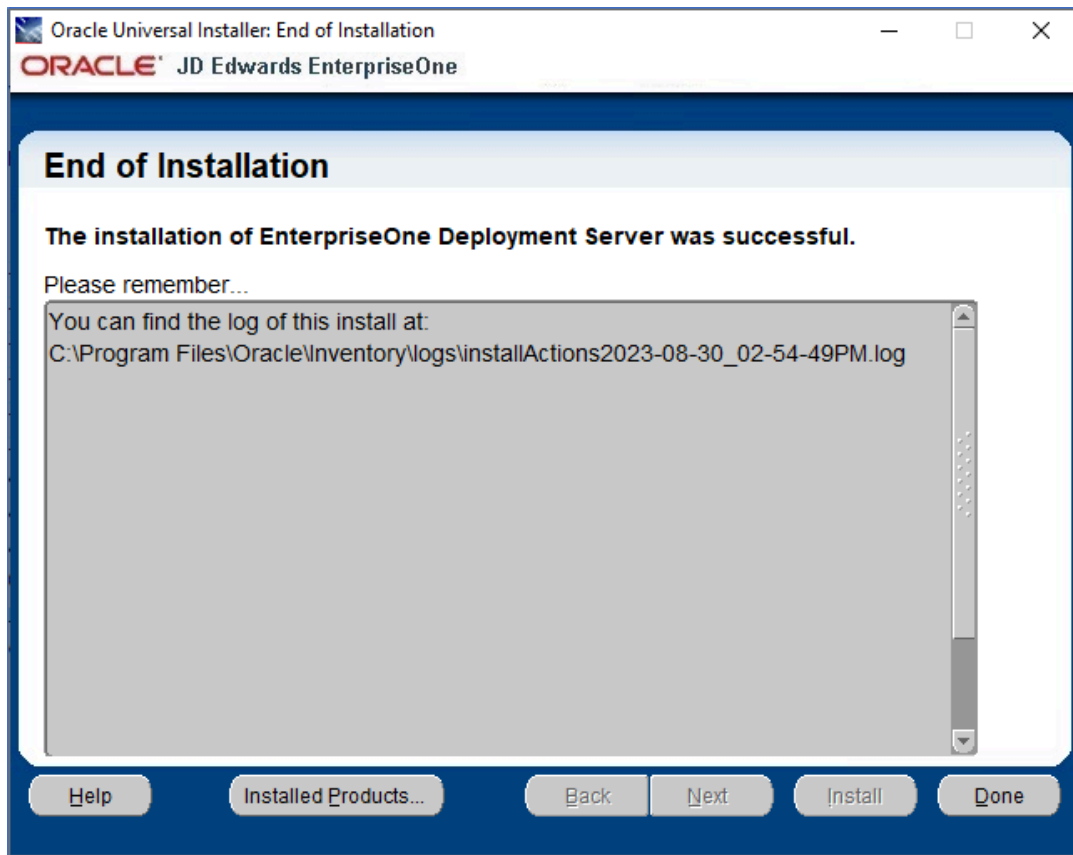 Oracle Universal Installer: End of Installation
ORACLE JD Edwards EnterpriseOne
End of Installation
The installation of EnterpriseOne Deployment Server was successful.
Please remember...
You can find the log of this install at:
C:\Program Files\Oracle\Inventory\logs\installActions2023-08-30_02-54-49PM.log
Help Installed Products... Back Next Install Done